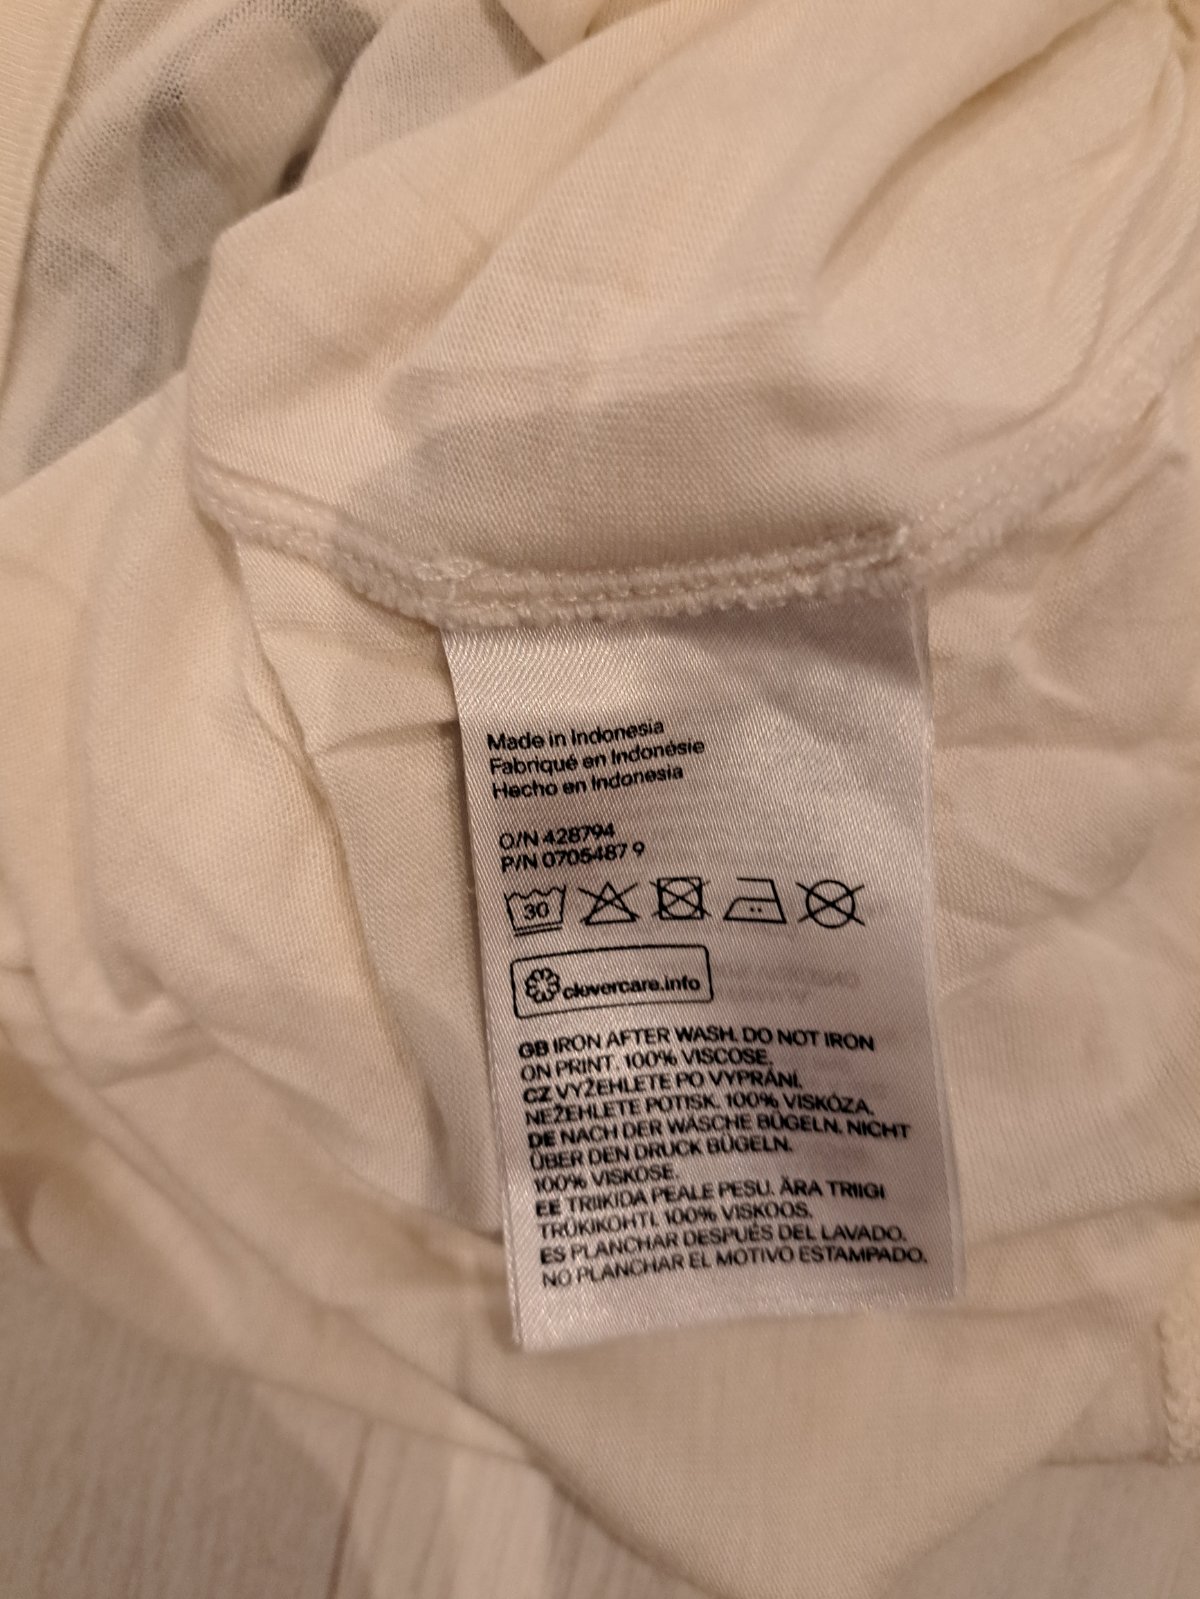 Made in Indonesia
Fabriqué en Indonésie
Hecho en Indonesia
O/N 428794
P/N 0705487 9
30
clevercare.info
GB IRON AFTER WASH. DO NOT IRON
ON PRINT. 100% VISCOSE.
CZ VYŽEHLETE PO VYPRÁNÍ.
NEŽEHLETE POTISK. 100% VISKÓZA.
DE NACH DER WÄSCHE BÜGELN. NICHT
ÜBER DEN DRUCK BÜGELN.
100% VISKOSE.
EE TRIIKIDA PEALE PESU. ÄRA TRIIGI
TRÜKIKOHTI. 100% VISKOOS.
ES PLANCHAR DESPUÉS DEL LAVADO.
NO PLANCHAR EL MOTIVO ESTAMPADO.